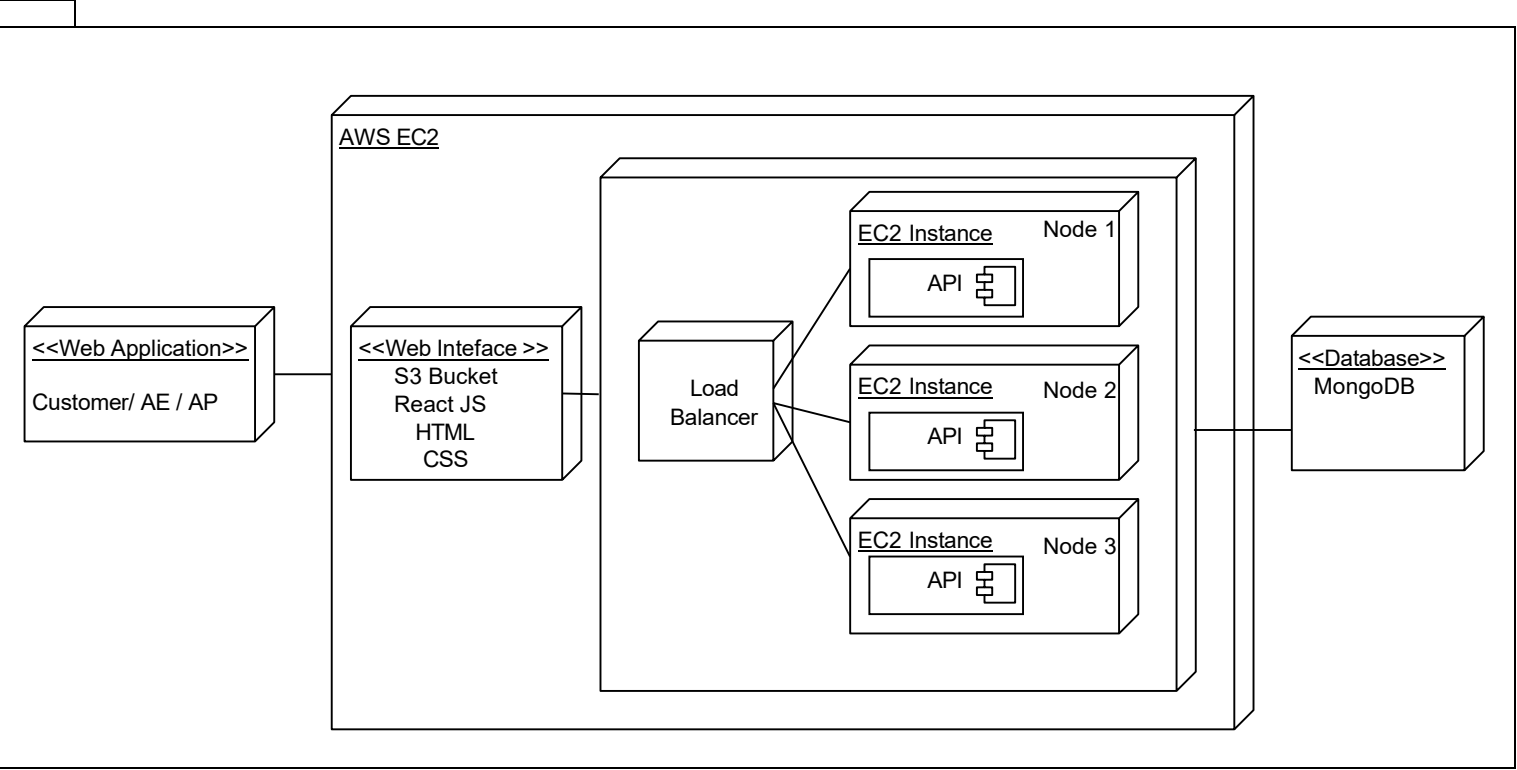 AWS EC2
<<Web Application>>
Customer/ AE / AP
<<Web Inteface >>
S3 Bucket
React JS
HTML
CSS
Load
Balancer
EC2 Instance
Node 1
API
EC2 Instance
Node 2
API
EC2 Instance
Node 3
API
<<Database>>
MongoDB